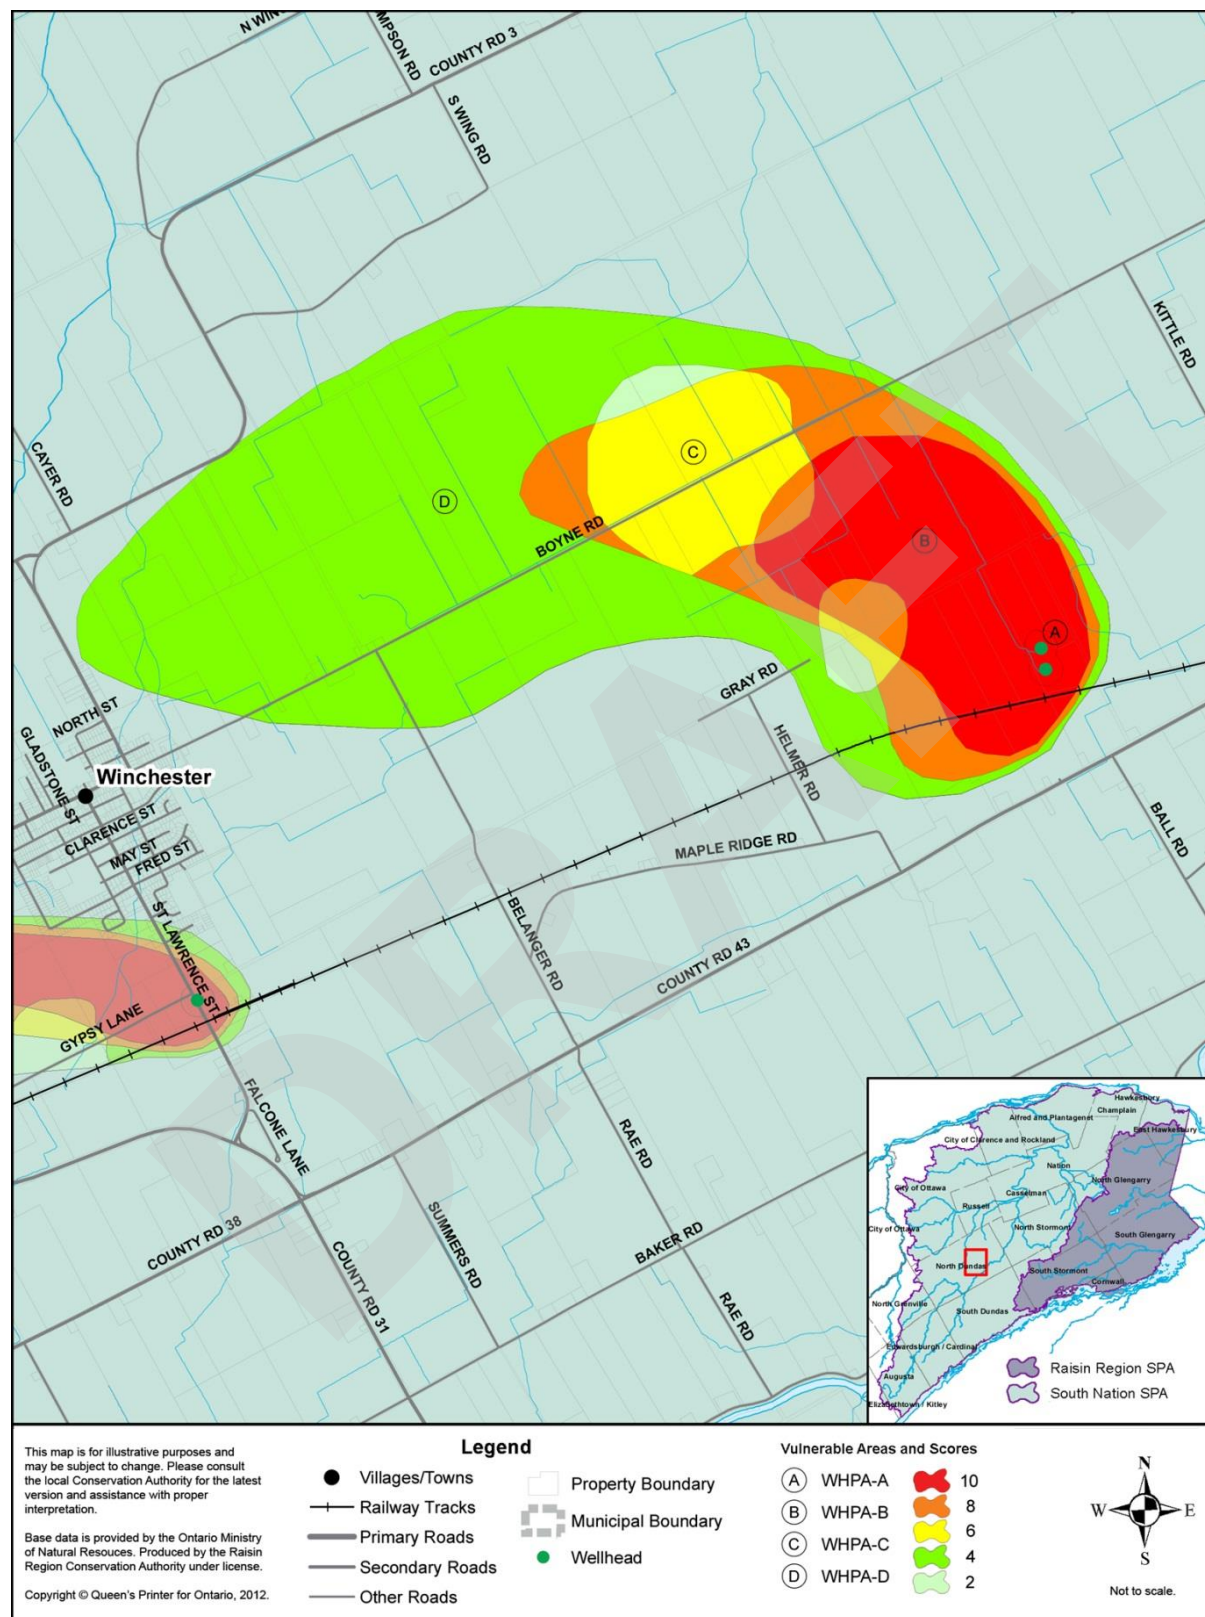 N WING
MPSON RD
COUNTY RD 3
S WING RD
KITTLE RD
CAYER RD
C
D
BOYNE RD
B
A
GRAY RD
NORTH ST
GLADSTONE ST
HELMER RD
Winchester
CLARENCE ST
MAY ST
FRED ST
MAPLE RIDGE RD
BALL RD
ST LAWRENCE ST
BELANGER RD
COUNTY RD 43
GYPSY LANE
FALCONE LANE
RAE RD
SUMMERS RD
COUNTY RD 38
BAKER RD
COUNTY RD 31
RAE RD
DRAFT
Hawkesbury
Champlain
Alfred and Plantagenet
East Hawkesbury
City of Clarence and Rockland
Nation
North Glengarry
City of Ottawa
Casselman
Russell
City of Ottawa
North Stormont
South Glengarry
North Dundas
South Stormont
Cornwall
North Grenville
South Dundas
Edwardsburgh / Cardinal
Augusta
Elizabethtown / Kitley
Raisin Region SPA
South Nation SPA
This map is for illustrative purposes and
may be subject to change. Please consult
the local Conservation Authority for the latest
version and assistance with proper
interpretation.
Base data is provided by the Ontario Ministry
of Natural Resouces. Produced by the Raisin
Region Conservation Authority under license.
Copyright © Queen's Printer for Ontario, 2012.
Legend
Villages/Towns
Railway Tracks
Primary Roads
Secondary Roads
Other Roads
Property Boundary
Municipal Boundary
Wellhead
Vulnerable Areas and Scores
A WHPA-A 10
B WHPA-B 8
C WHPA-C 6
D WHPA-D 4
2
N
W E
S
Not to scale.